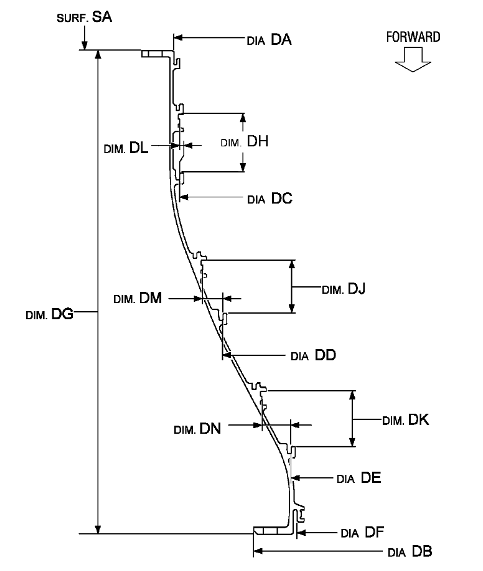 SURF. SA
DIA DA
FORWARD
DIM. DL
DIM. DH
DIA DC
DIM. DM
DIM. DJ
DIM. DG
DIA DD
DIM. DN
DIM. DK
DIA DE
DIA DF
DIA DB